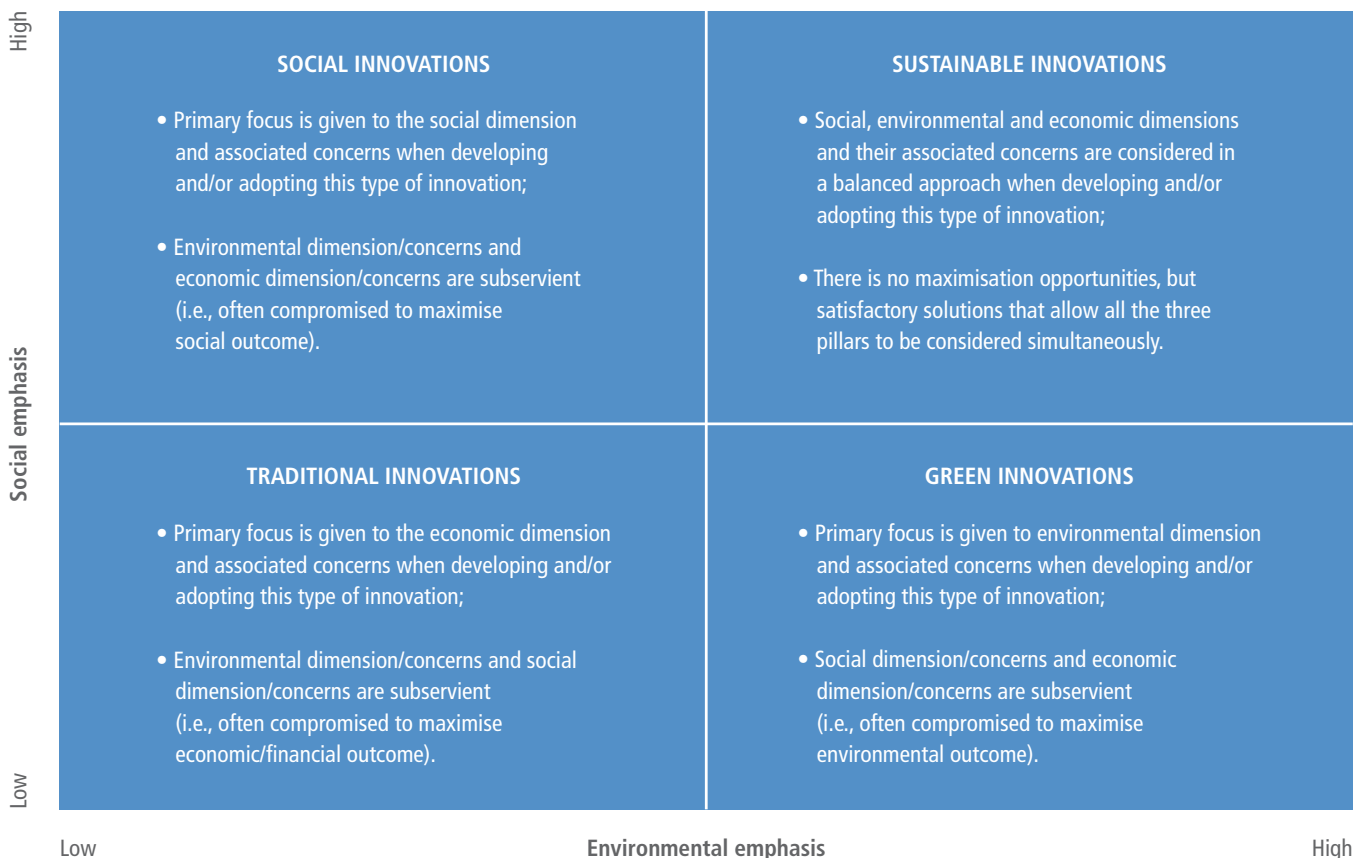 High
SOCIAL INNOVATIONS
• Primary focus is given to the social dimension
and associated concerns when developing
and/or adopting this type of innovation;
• Environmental dimension/concerns and
economic dimension/concerns are subservient
(i.e., often compromised to maximise
social outcome).
SUSTAINABLE INNOVATIONS
• Social, environmental and economic dimensions
and their associated concerns are considered in
a balanced approach when developing and/or
adopting this type of innovation;
• There is no maximisation opportunities, but
satisfactory solutions that allow all the three
pillars to be considered simultaneously.
Social emphasis
TRADITIONAL INNOVATIONS
• Primary focus is given to the economic dimension
and associated concerns when developing and/or
adopting this type of innovation;
• Environmental dimension/concerns and social
dimension/concerns are subservient
(i.e., often compromised to maximise
economic/financial outcome).
GREEN INNOVATIONS
• Primary focus is given to environmental dimension
and associated concerns when developing and/or
adopting this type of innovation;
• Social dimension/concerns and economic
dimension/concerns are subservient
(i.e., often compromised to maximise
environmental outcome).
Low
Low
Environmental emphasis
High